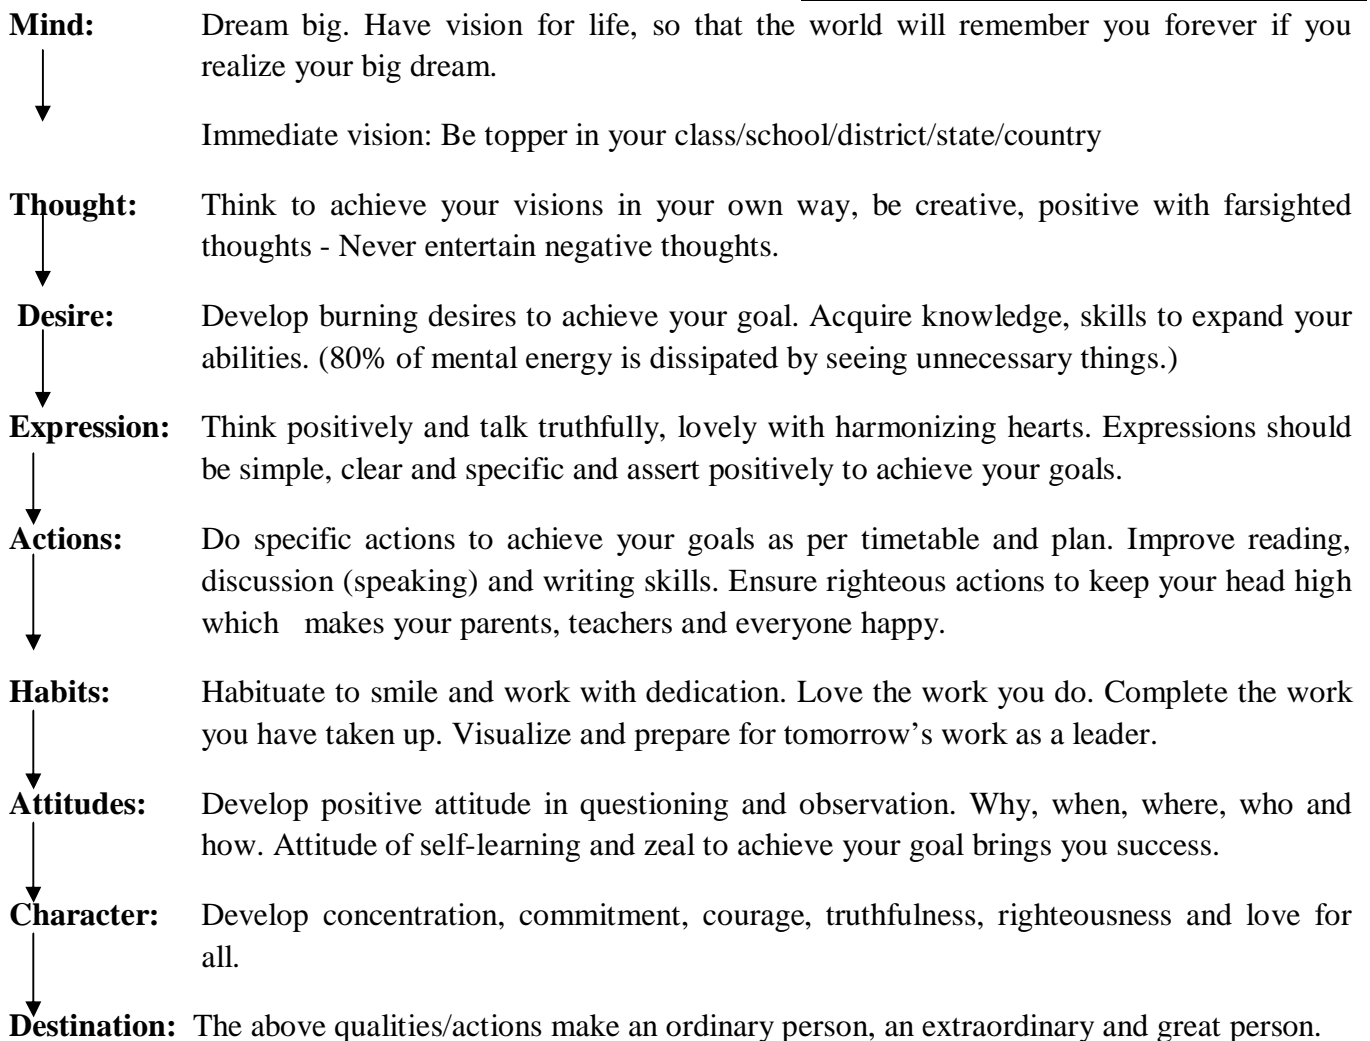 Mind: Dream big. Have vision for life, so that the world will remember you forever if you
realize your big dream.
Immediate vision: Be topper in your class/school/district/state/country
Thought: Think to achieve your visions in your own way, be creative, positive with farsighted
thoughts - Never entertain negative thoughts.
Desire: Develop burning desires to achieve your goal. Acquire knowledge, skills to expand your
abilities. (80% of mental energy is dissipated by seeing unnecessary things.)
Expression: Think positively and talk truthfully, lovely with harmonizing hearts. Expressions should
be simple, clear and specific and assert positively to achieve your goals.
Actions: Do specific actions to achieve your goals as per timetable and plan. Improve reading,
discussion (speaking) and writing skills. Ensure righteous actions to keep your head high
which makes your parents, teachers and everyone happy.
Habits: Habituate to smile and work with dedication. Love the work you do. Complete the work
you have taken up. Visualize and prepare for tomorrow’s work as a leader.
Attitudes: Develop positive attitude in questioning and observation. Why, when, where, who and
how. Attitude of self-learning and zeal to achieve your goal brings you success.
Character: Develop concentration, commitment, courage, truthfulness, righteousness and love for
all.
Destination: The above qualities/actions make an ordinary person, an extraordinary and great person.